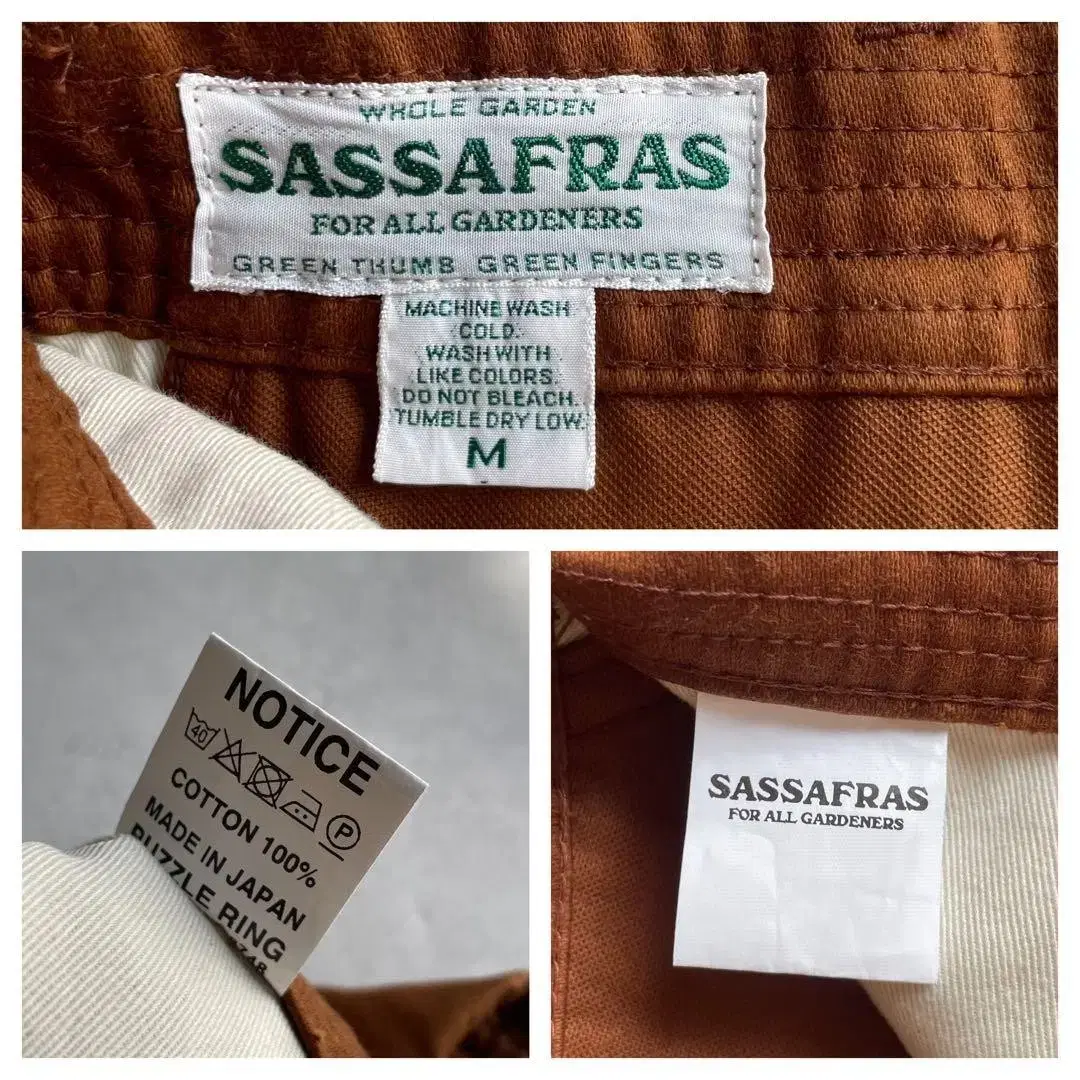 WHOLE GARDEN
SASSAFRAS
FOR ALL GARDENERS
GREEN THUMB GREEN FINGERS
MACHINE WASH
COLD.
WASH WITH
LIKE COLORS.
DO NOT BLEACH.
TUMBLE DRY LOW.
M
NOTICE
40
P
COTTON 100%
MADE IN JAPAN
PUZZLE RING
SASSAFRAS
FOR ALL GARDENERS